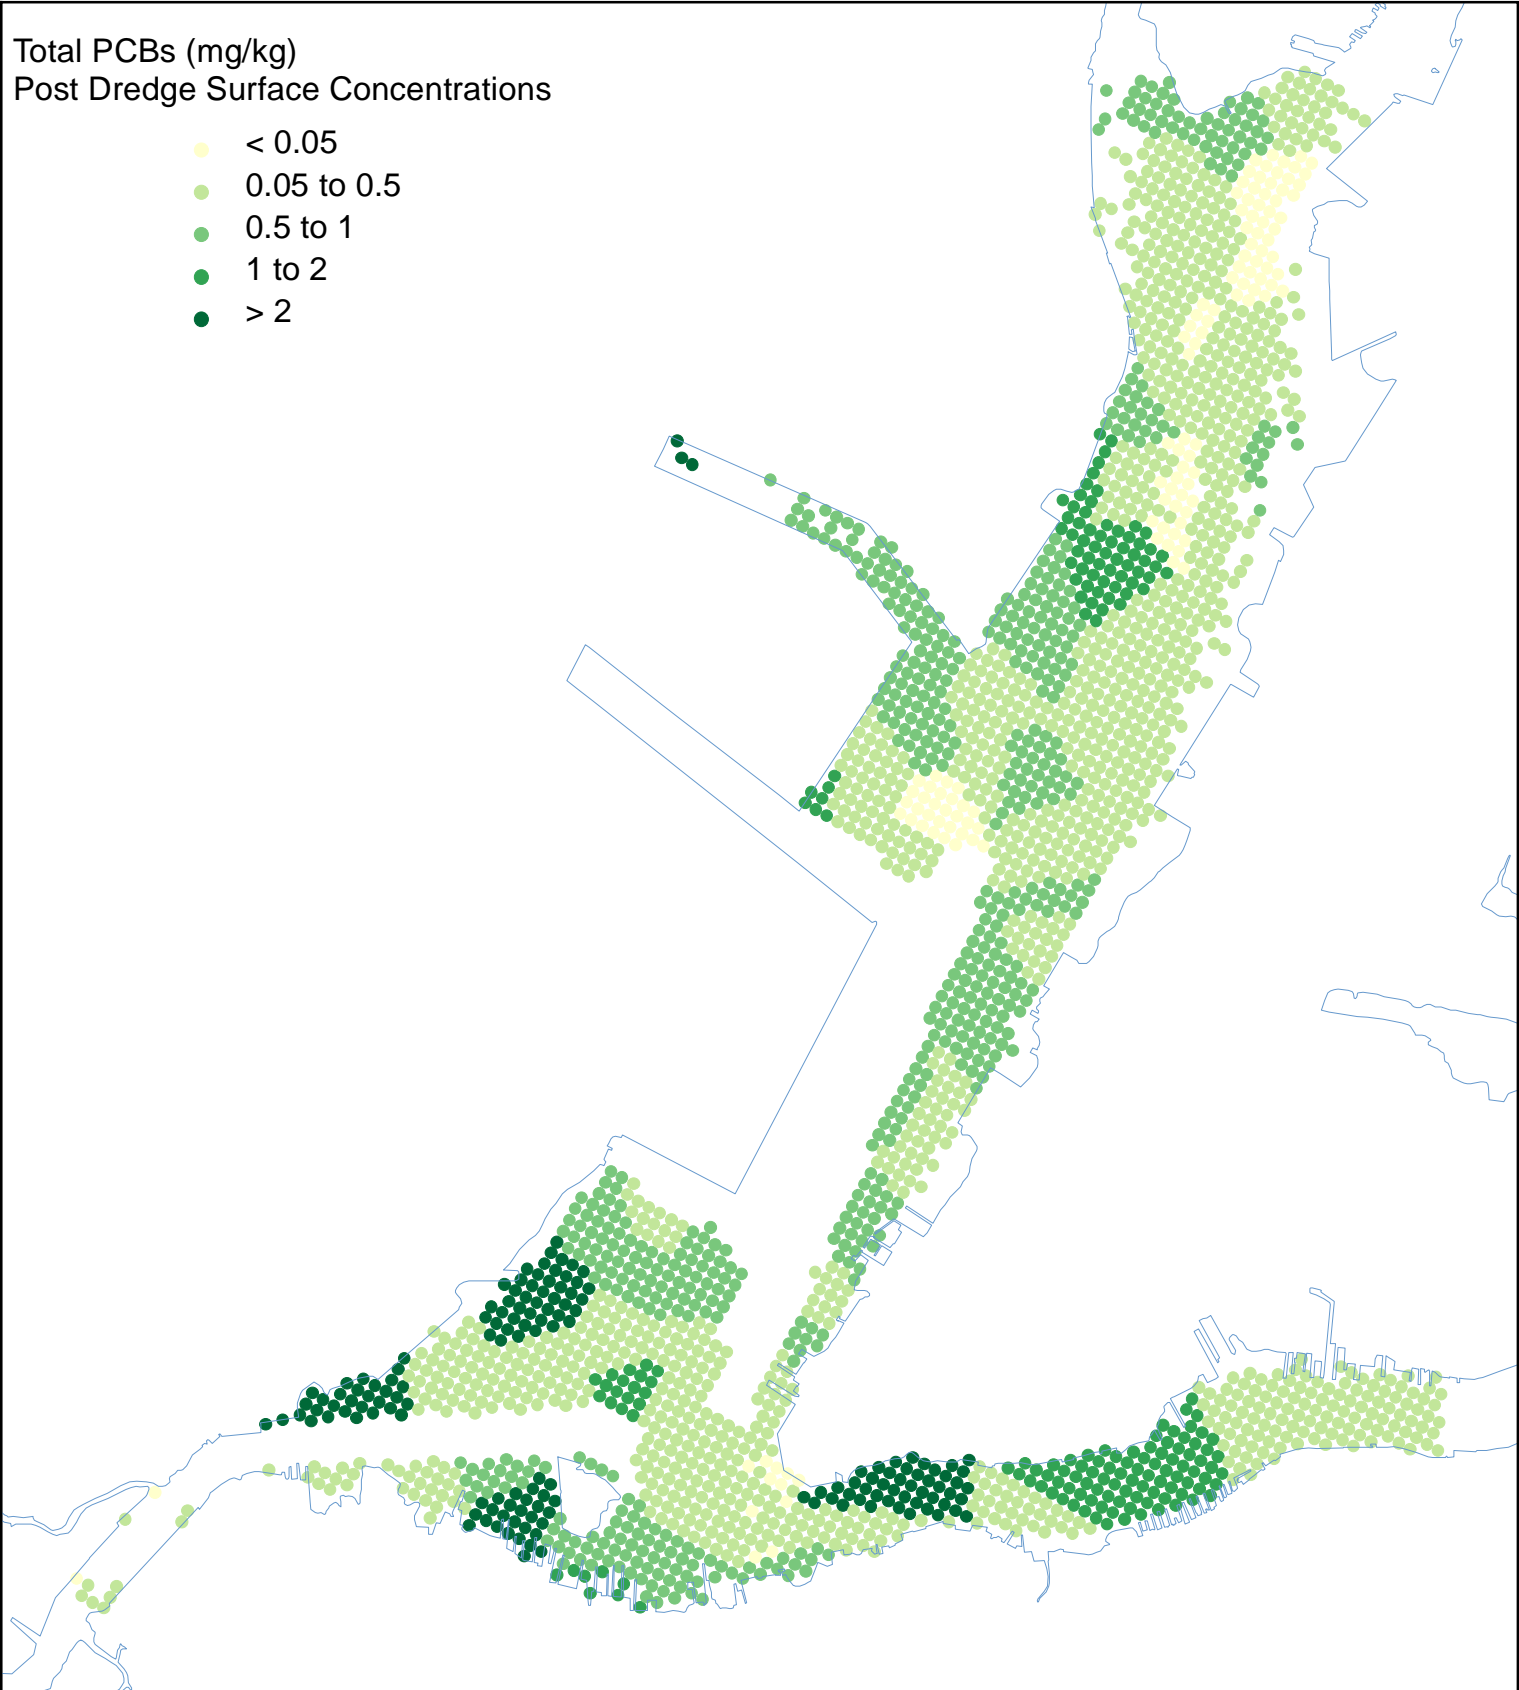 Total PCBs (mg/kg)
Post Dredge Surface Concentrations
< 0.05
0.05 to 0.5
0.5 to 1
1 to 2
> 2